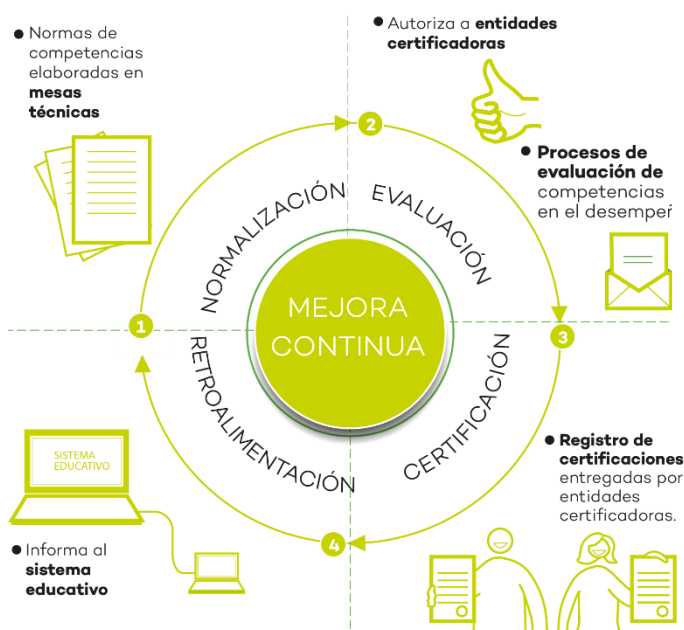 ● Normas de
competencias
elaboradas en
mesas
técnicas
● Autoriza a entidades
certificadoras
● Procesos de
evaluación de
competencias
en el desempeñ
1
2
3
4
NORMALIZACIÓN
EVALUACIÓN
CERTIFICACIÓN
RETROALIMENTACIÓN
MEJORA
CONTINUA
● Registro de
certificaciones
entregadas por
entidades
certificadoras.
SISTEMA
EDUCATIVO
● Informa al
sistema
educativo